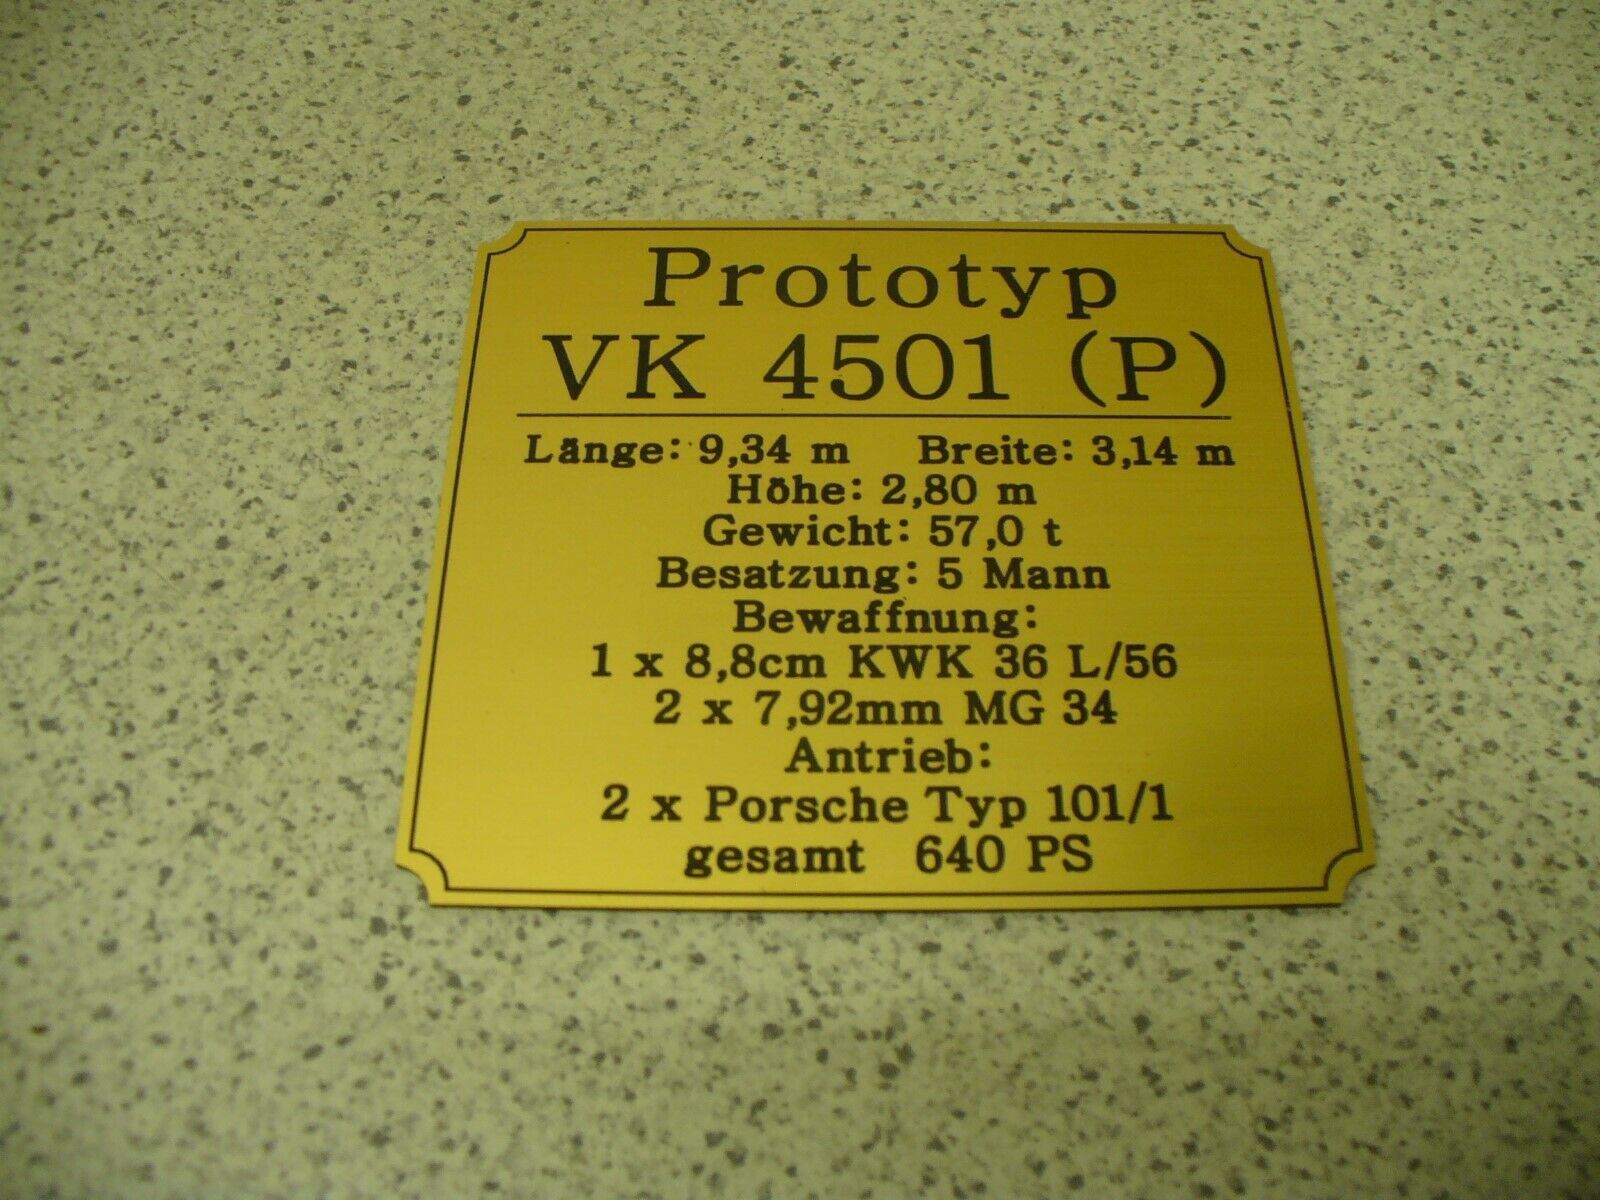 Prototyp
VK 4501 (P)
Länge: 9,34 m Breite: 3,14 m
Höhe: 2,80 m
Gewicht: 57,0 t
Besatzung: 5 Mann
Bewaffnung:
1 x 8,8cm KWK 36 L/56
2 x 7,92mm MG 34
Antrieb:
2 x Porsche Typ 101/1
gesamt 640 PS